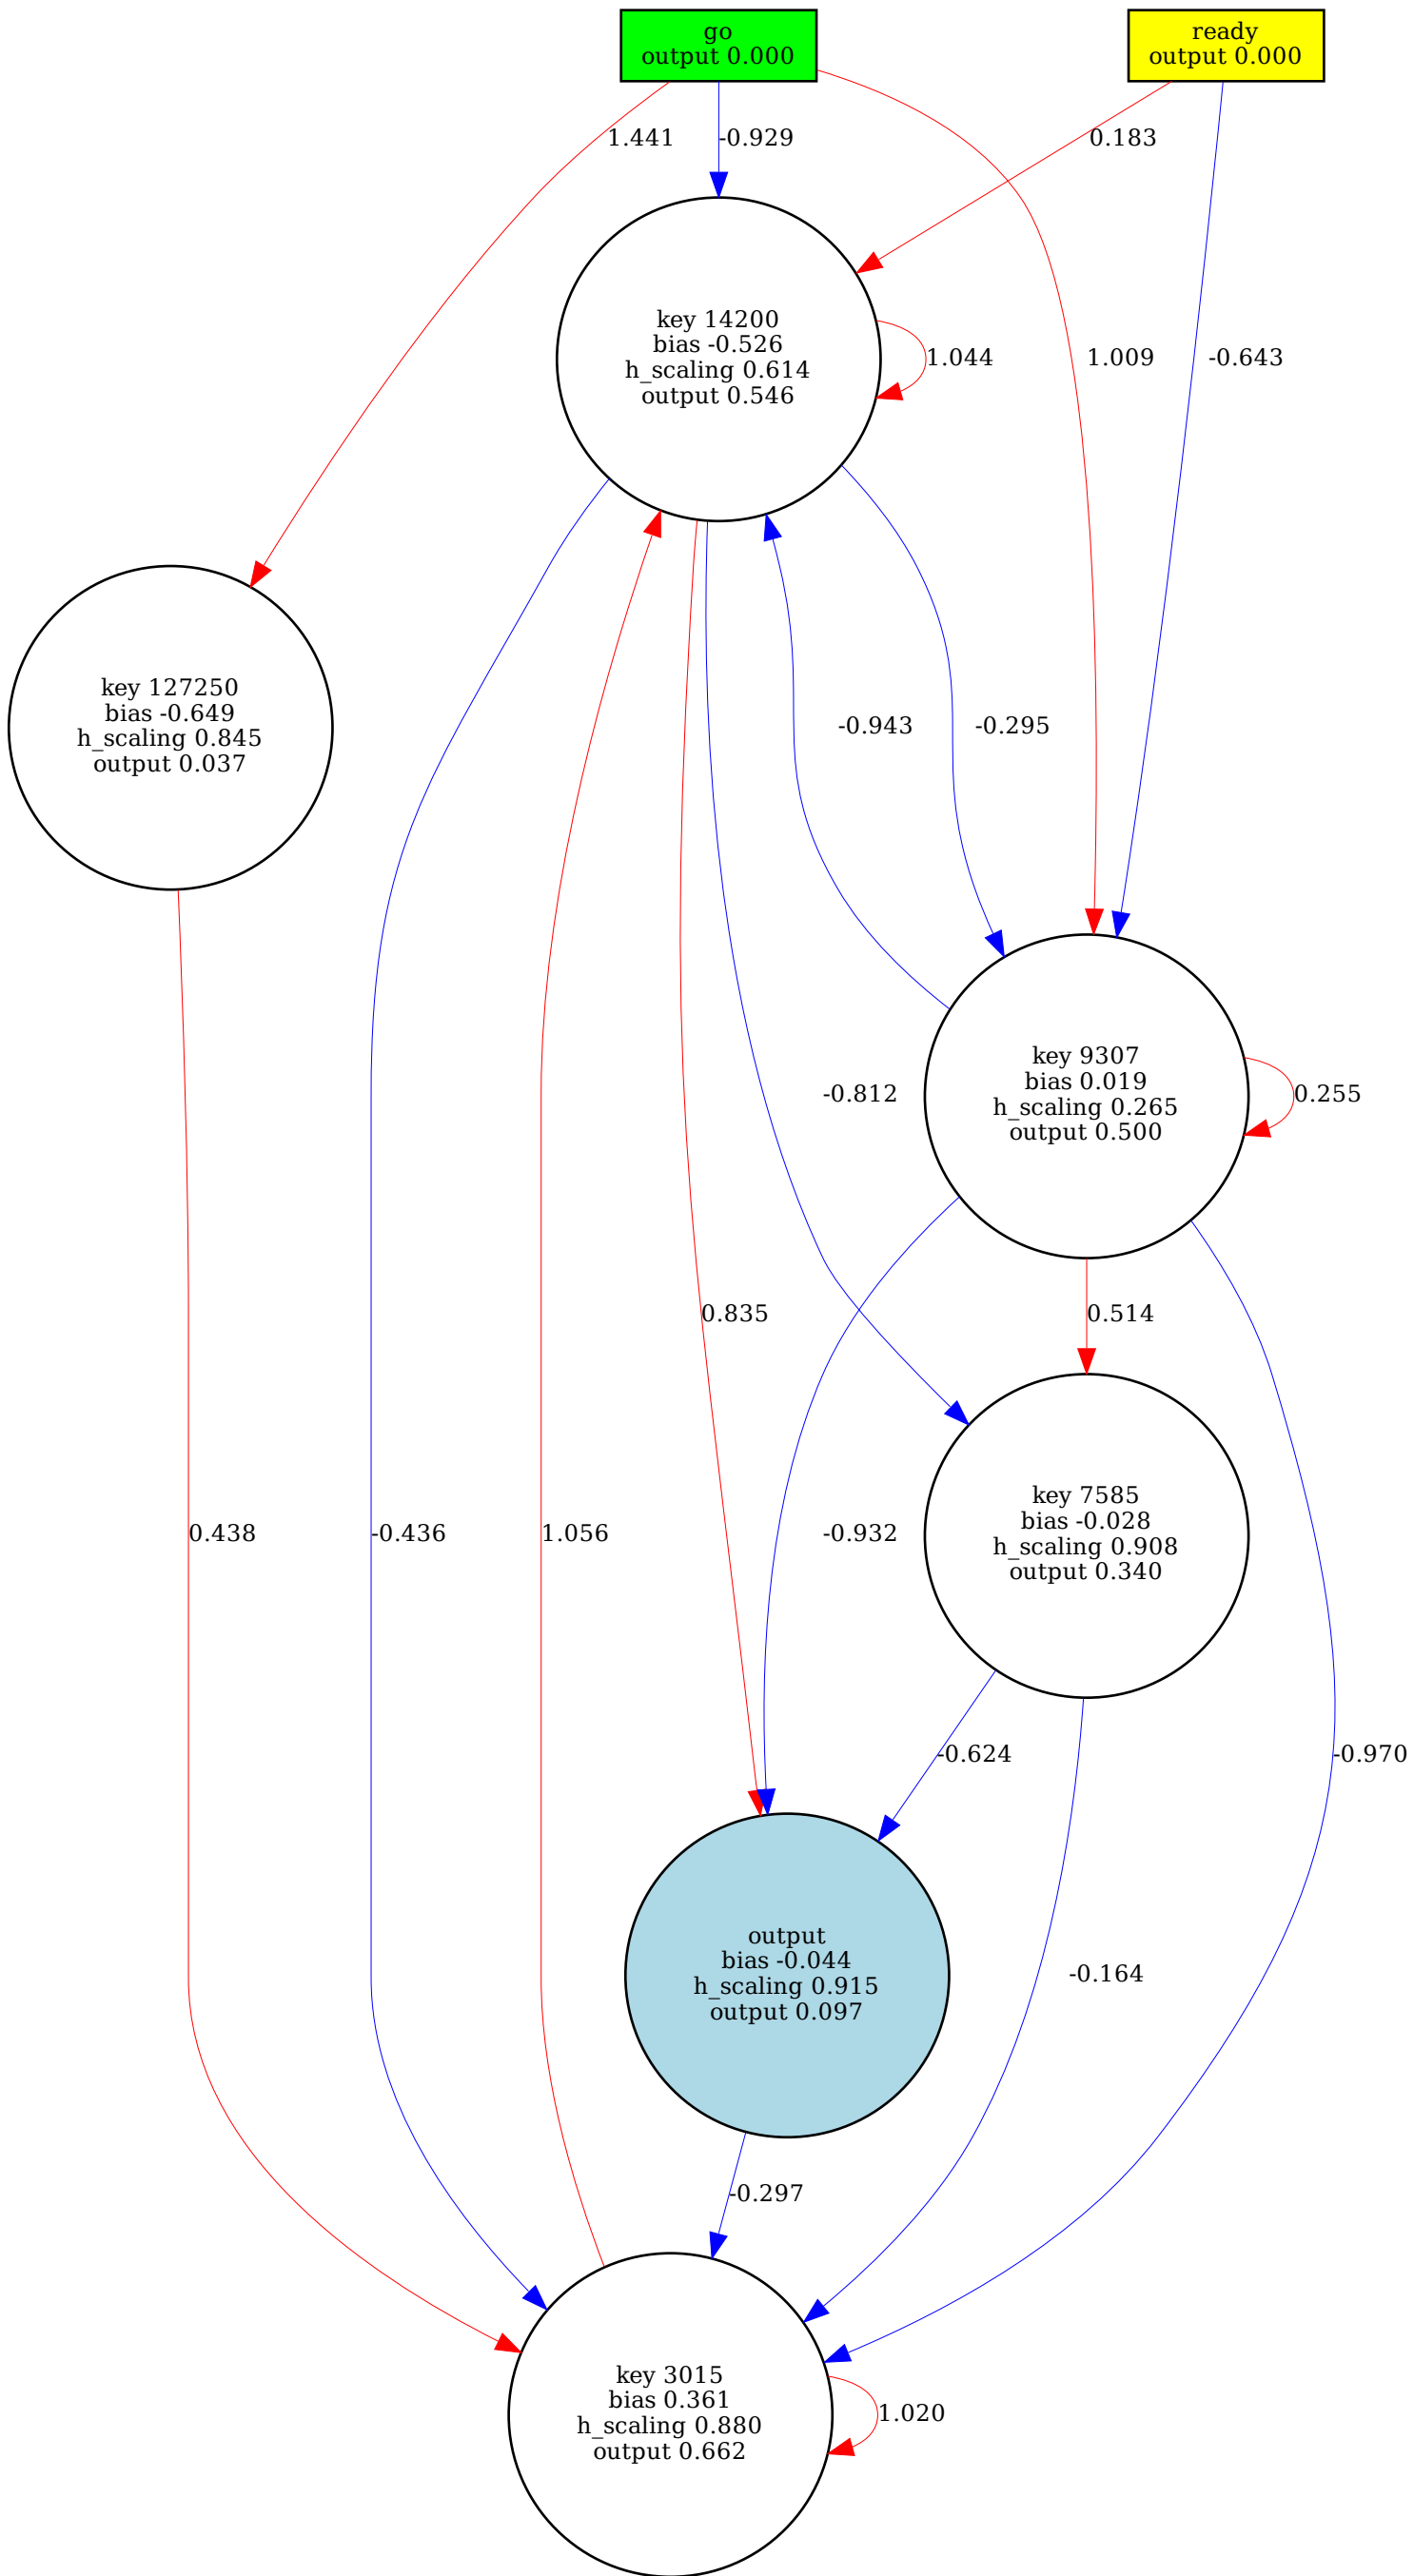 go
output 0.000
ready
output 0.000
1.441
-0.929
0.183
key 14200
bias -0.526
h_scaling 0.614
output 0.546
1.044
1.009
-0.643
key 127250
bias -0.649
h_scaling 0.845
output 0.037
-0.943
-0.295
key 9307
bias 0.019
h_scaling 0.265
output 0.500
-0.812
0.255
0.835
0.514
key 7585
bias -0.028
h_scaling 0.908
output 0.340
0.438
-0.436
1.056
-0.932
-0.624
-0.970
output
bias -0.044
h_scaling 0.915
output 0.097
-0.164
-0.297
key 3015
bias 0.361
h_scaling 0.880
output 0.662
1.020